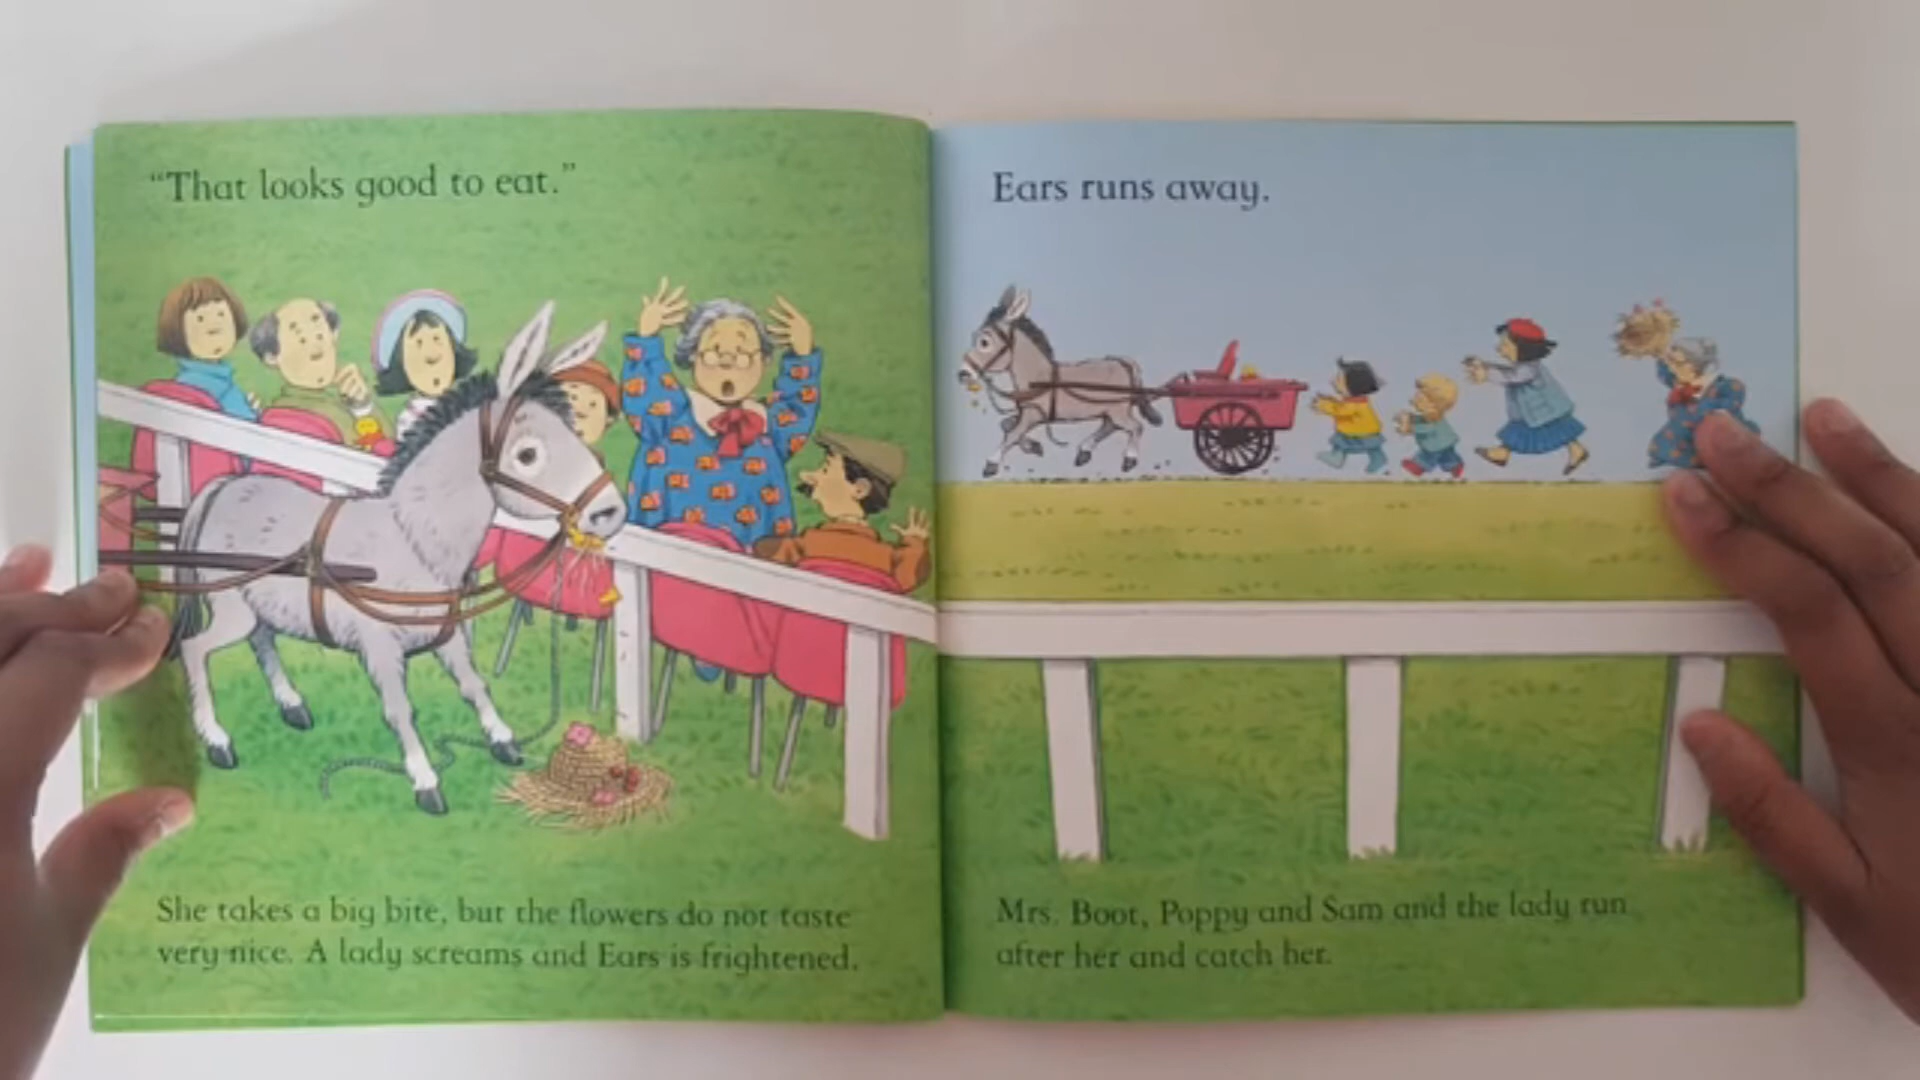 “That looks good to eat.”
She takes a big bite, but the flowers do not taste
very nice. A lady screams and Ears is frightened.
Ears runs away.
Mrs. Boot, Poppy and Sam and the lady run
after her and catch her.